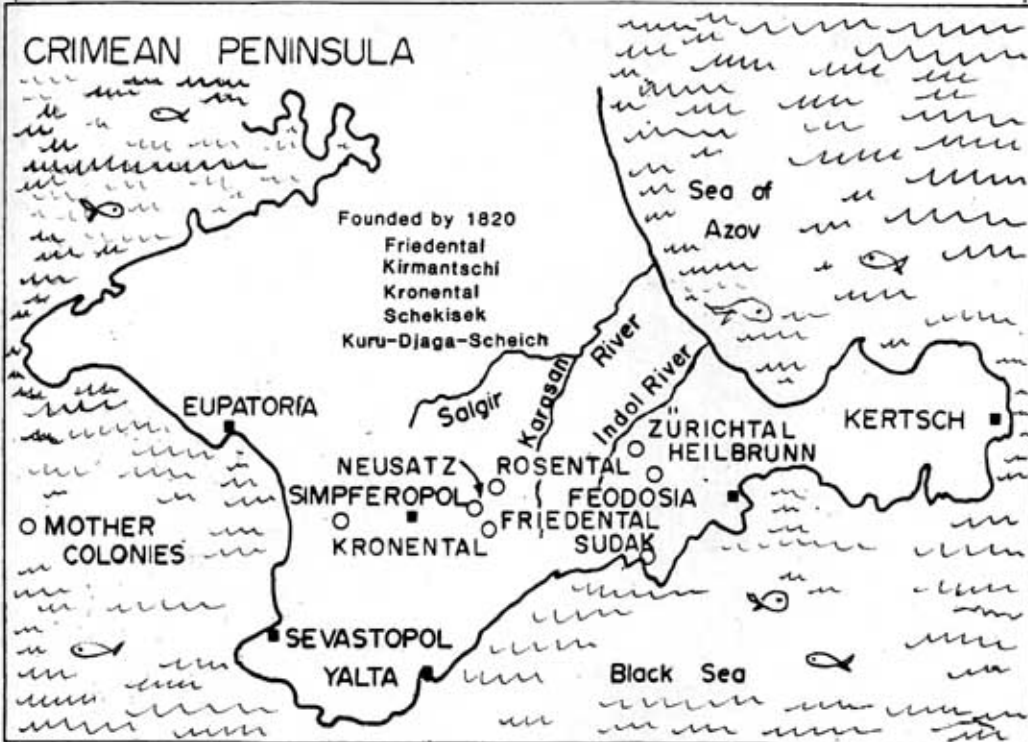 CRIMEAN PENINSULA
Sea of
Azov
Founded by 1820
Friedental
Kirmantschi
Kronental
Schekisek
Kuru-Djaga-Scheich
Salgir
Karasan River
Indol River
EUPATORIA
ZÜRICHTAL
HEILBRUNN
KERTSCH
NEUSATZ
ROSENTAL
SIMPFEROPOL
FEODOSIA
MOTHER
COLONIES
KRONENTAL
FRIEDENTAL
SUDAK
SEVASTOPOL
YALTA
Black Sea